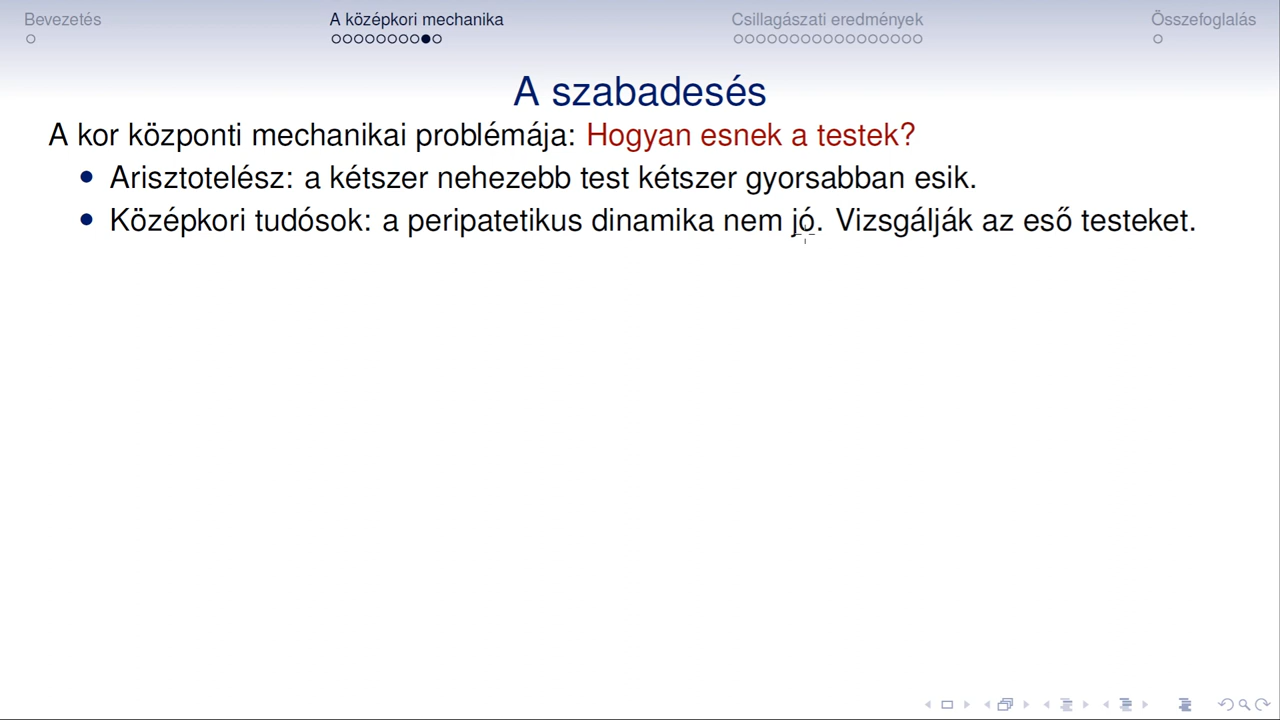 Bevezetés
A középkori mechanika
Csillagászati eredmények
Összefoglalás
A szabadesés
A kor központi mechanikai problémája: Hogyan esnek a testek?
Arisztotelész: a kétszer nehezebb test kétszer gyorsabban esik.
Középkori tudósok: a peripatetikus dinamika nem jó. Vizsgálják az eső testeket.